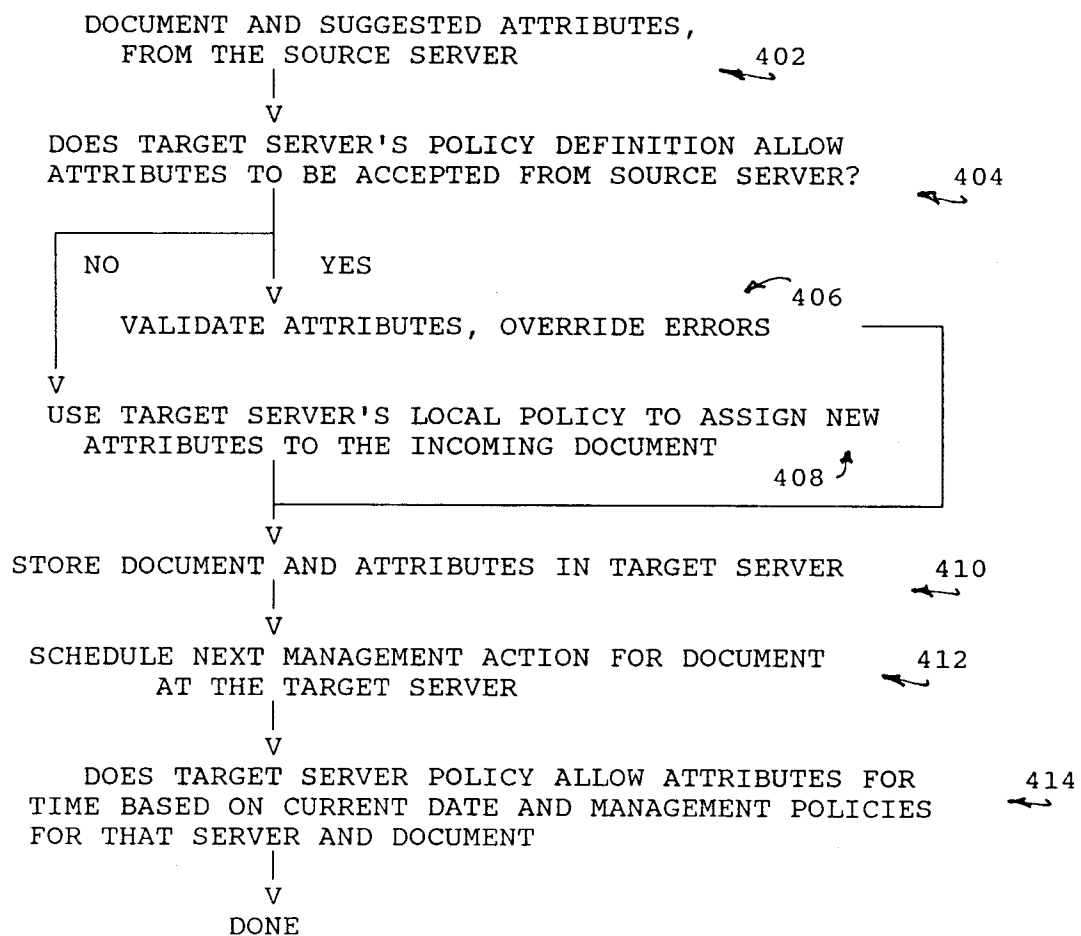 DOCUMENT AND SUGGESTED ATTRIBUTES,
FROM THE SOURCE SERVER 402
V
DOES TARGET SERVER'S POLICY DEFINITION ALLOW
ATTRIBUTES TO BE ACCEPTED FROM SOURCE SERVER? 404
NO YES
V
406
VALIDATE ATTRIBUTES, OVERRIDE ERRORS
V
USE TARGET SERVER'S LOCAL POLICY TO ASSIGN NEW
ATTRIBUTES TO THE INCOMING DOCUMENT
408
V
STORE DOCUMENT AND ATTRIBUTES IN TARGET SERVER 410
V
SCHEDULE NEXT MANAGEMENT ACTION FOR DOCUMENT 412
AT THE TARGET SERVER
V
DOES TARGET SERVER POLICY ALLOW ATTRIBUTES FOR 414
TIME BASED ON CURRENT DATE AND MANAGEMENT POLICIES
FOR THAT SERVER AND DOCUMENT
V
DONE